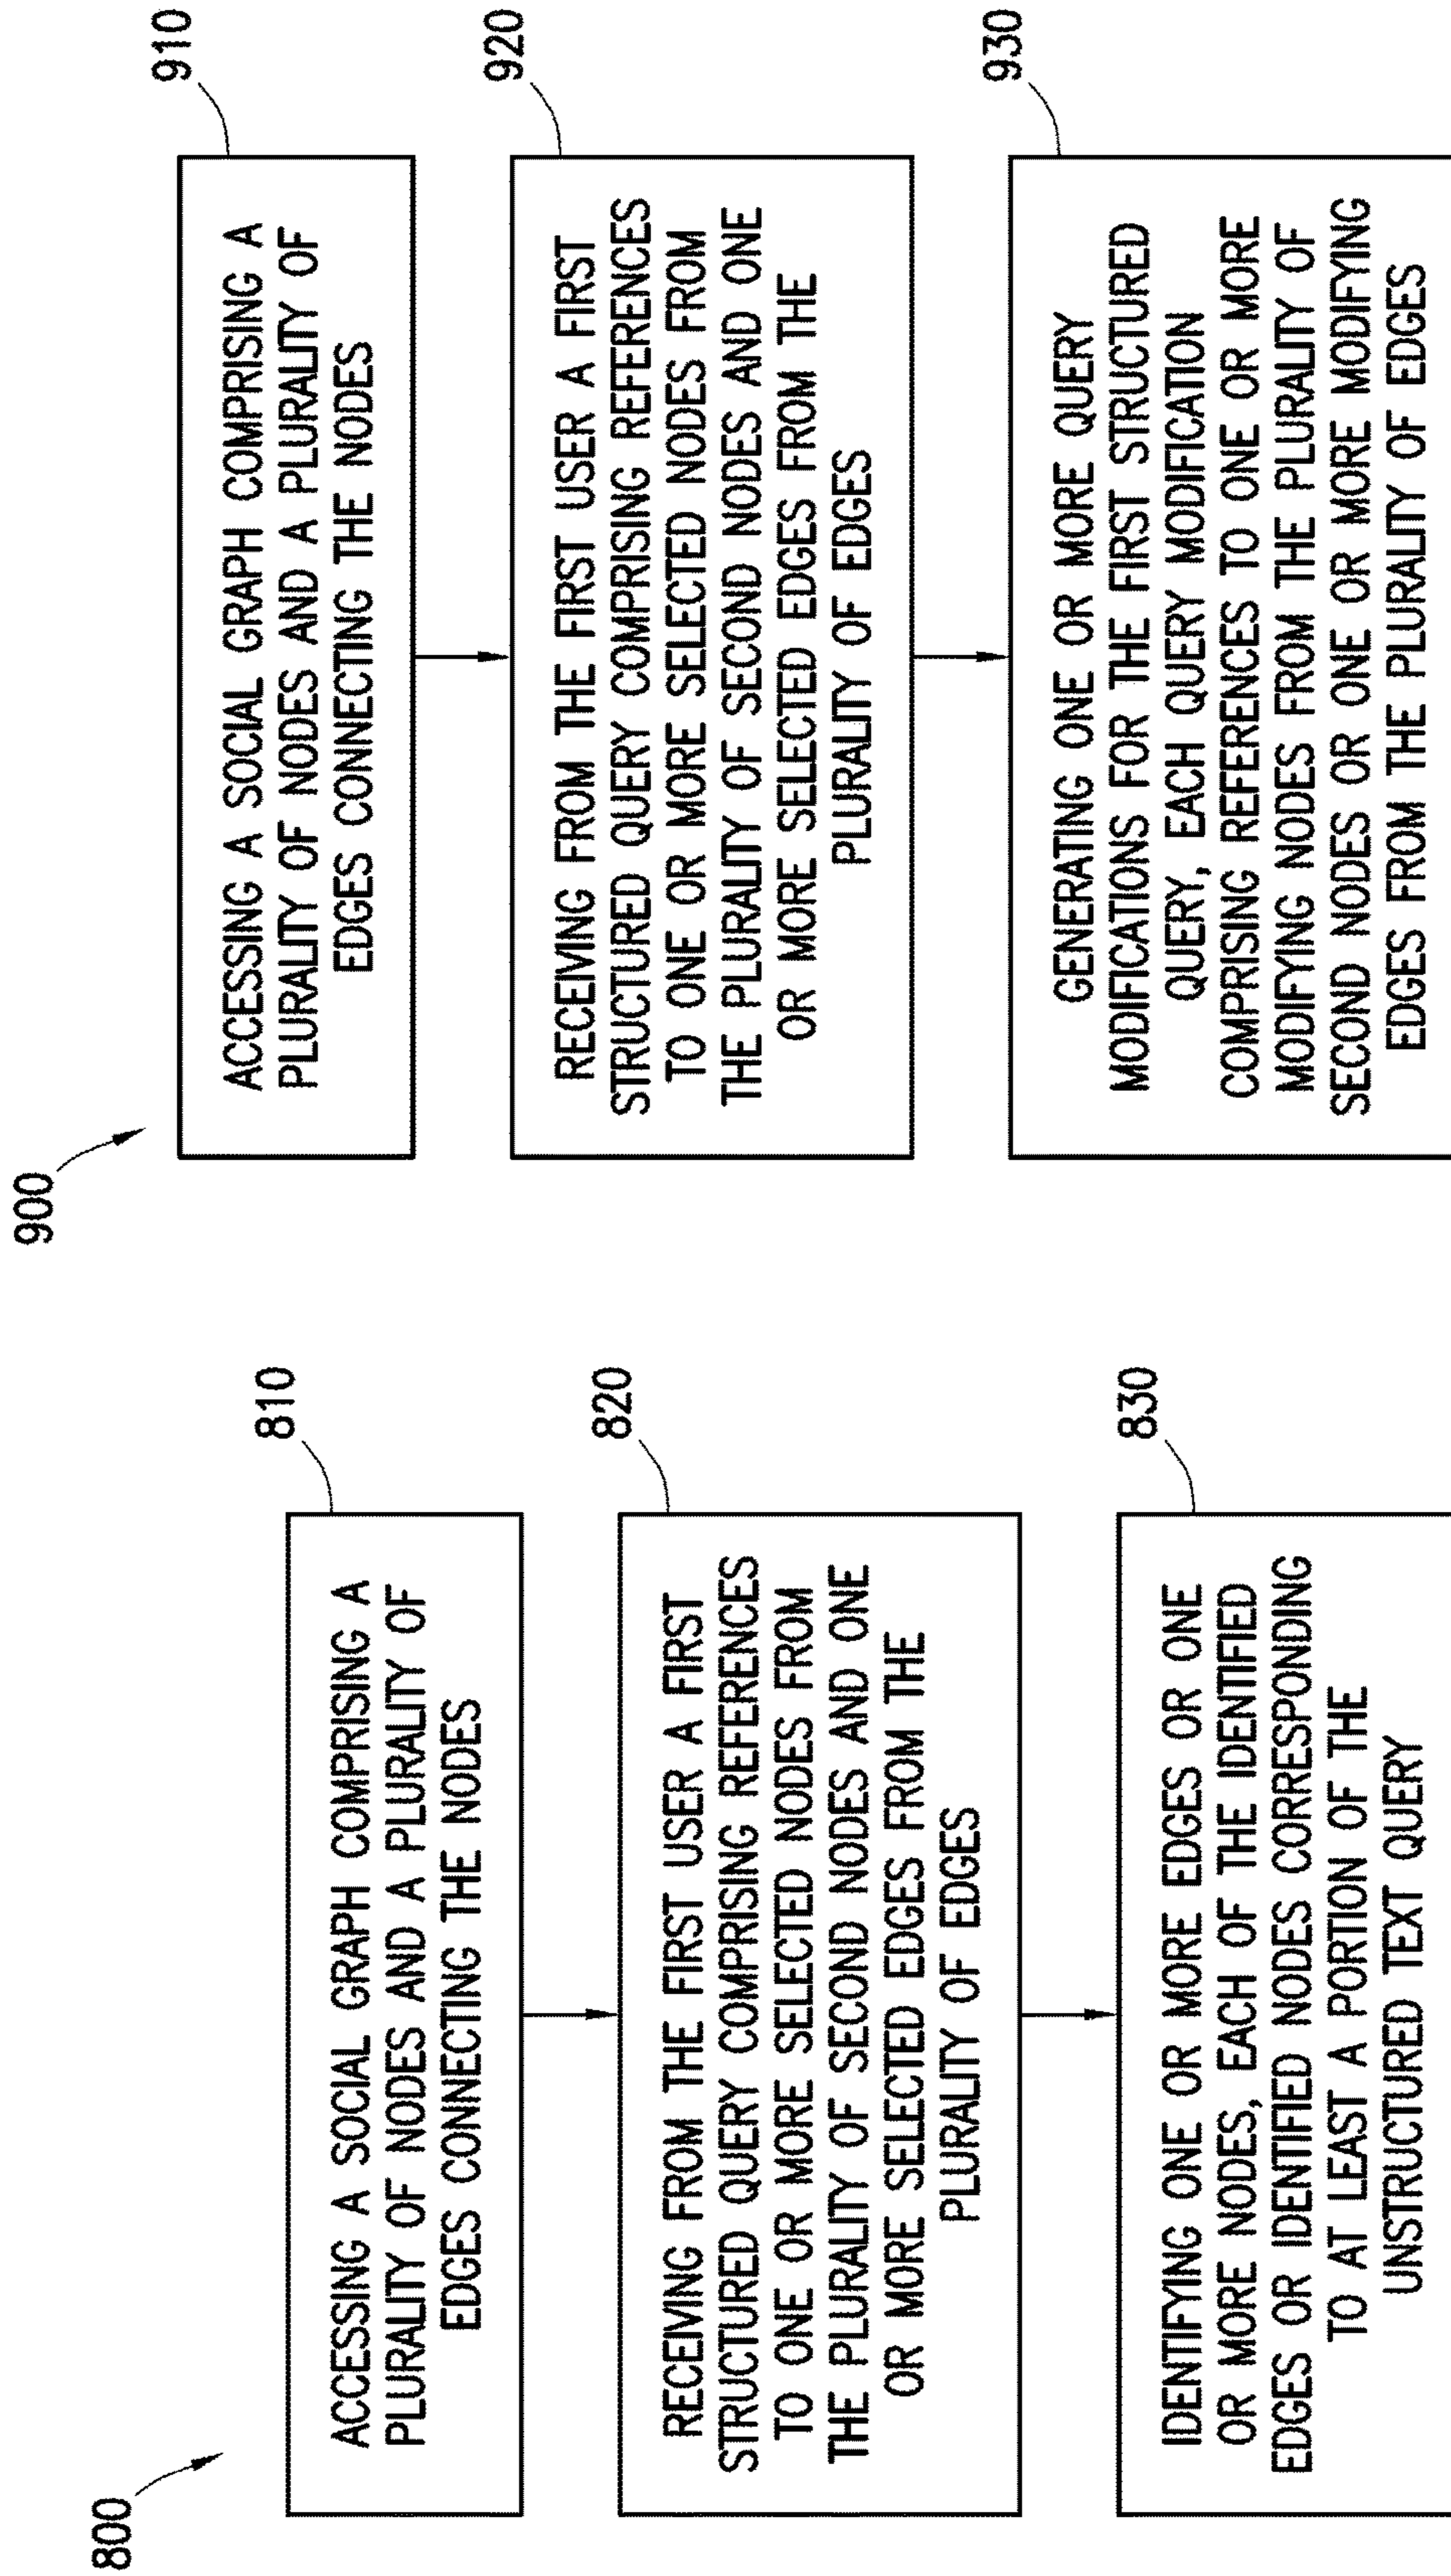 800
810
ACCESSING A SOCIAL GRAPH COMPRISING A
PLURALITY OF NODES AND A PLURALITY OF
EDGES CONNECTING THE NODES
820
RECEIVING FROM THE FIRST USER A FIRST
STRUCTURED QUERY COMPRISING REFERENCES
TO ONE OR MORE SELECTED NODES FROM
THE PLURALITY OF SECOND NODES AND ONE
OR MORE SELECTED EDGES FROM THE
PLURALITY OF EDGES
830
IDENTIFYING ONE OR MORE EDGES OR ONE
OR MORE NODES, EACH OF THE IDENTIFIED
EDGES OR IDENTIFIED NODES CORRESPONDING
TO AT LEAST A PORTION OF THE
UNSTRUCTURED TEXT QUERY
900
910
ACCESSING A SOCIAL GRAPH COMPRISING A
PLURALITY OF NODES AND A PLURALITY OF
EDGES CONNECTING THE NODES
920
RECEIVING FROM THE FIRST USER A FIRST
STRUCTURED QUERY COMPRISING REFERENCES
TO ONE OR MORE SELECTED NODES FROM
THE PLURALITY OF SECOND NODES AND ONE
OR MORE SELECTED EDGES FROM THE
PLURALITY OF EDGES
930
GENERATING ONE OR MORE QUERY
MODIFICATIONS FOR THE FIRST STRUCTURED
QUERY, EACH QUERY MODIFICATION
COMPRISING REFERENCES TO ONE OR MORE
MODIFYING NODES FROM THE PLURALITY OF
SECOND NODES OR ONE OR MORE MODIFYING
EDGES FROM THE PLURALITY OF EDGES